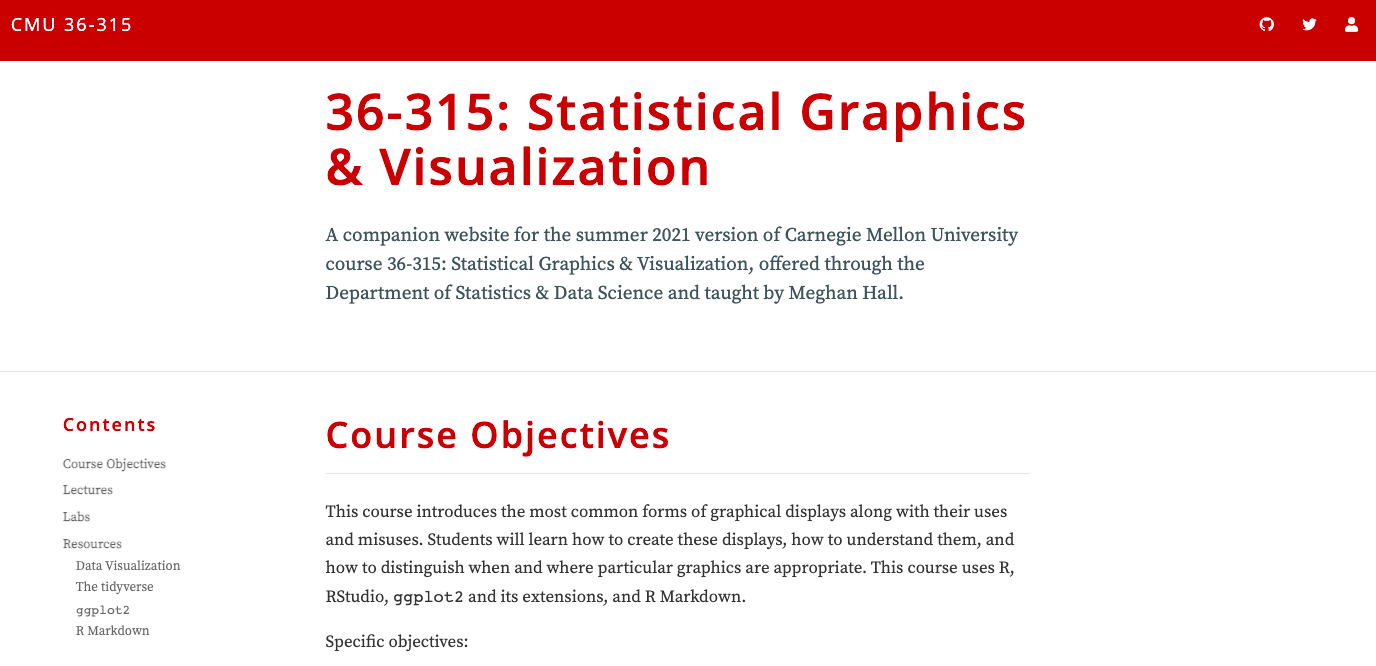 CMU 36-315
36-315: Statistical Graphics
& Visualization
A companion website for the summer 2021 version of Carnegie Mellon University
course 36-315: Statistical Graphics & Visualization, offered through the
Department of Statistics & Data Science and taught by Meghan Hall.
Contents
Course Objectives
Lectures
Labs
Resources
Data Visualization
The tidyverse
ggplot2
R Markdown
Course Objectives
This course introduces the most common forms of graphical displays along with their uses
and misuses. Students will learn how to create these displays, how to understand them, and
how to distinguish when and where particular graphics are appropriate. This course uses R,
RStudio, ggplot2 and its extensions, and R Markdown.
Specific objectives: